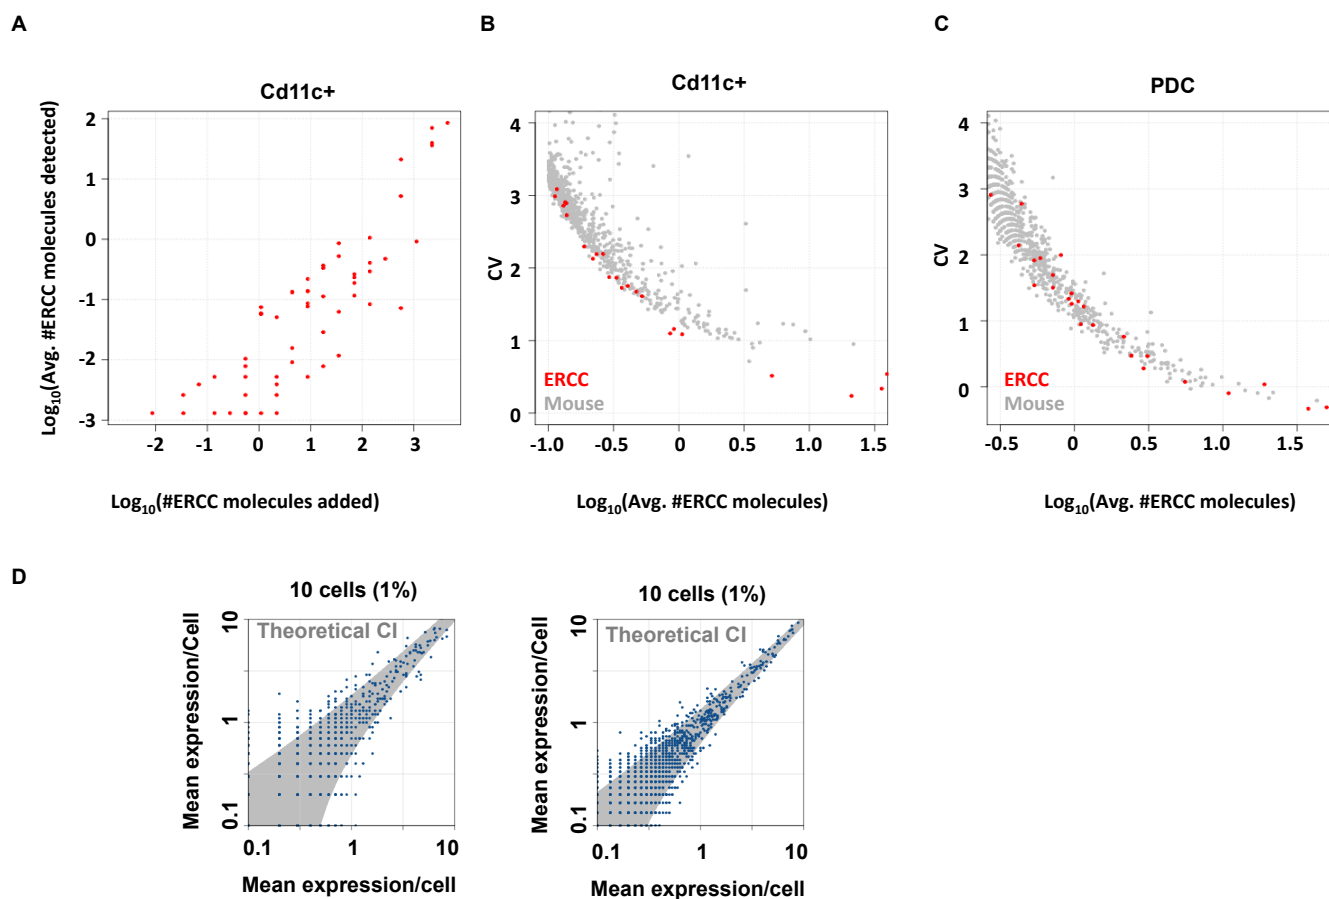 A
B
C
Cd11c+
Cd11c+
PDC
Log10(Avg. #ERCC molecules detected)
2
1
0
-1
-2
-3
-2
-1
0
1
2
3
Log10(#ERCC molecules added)
CV
4
3
2
1
0
ERCC
Mouse
-1.0
-0.5
0
0.5
1.0
1.5
Log10(Avg. #ERCC molecules)
CV
4
3
2
1
0
ERCC
Mouse
-0.5
0
0.5
1.0
1.5
Log10(Avg. #ERCC molecules)
D
10 cells (1%)
Theoretical CI
Mean expression/Cell
10
1
0.1
0.1
1
10
Mean expression/cell
10 cells (1%)
Theoretical CI
Mean expression/Cell
10
1
0.1
0.1
1
10
Mean expression/cell